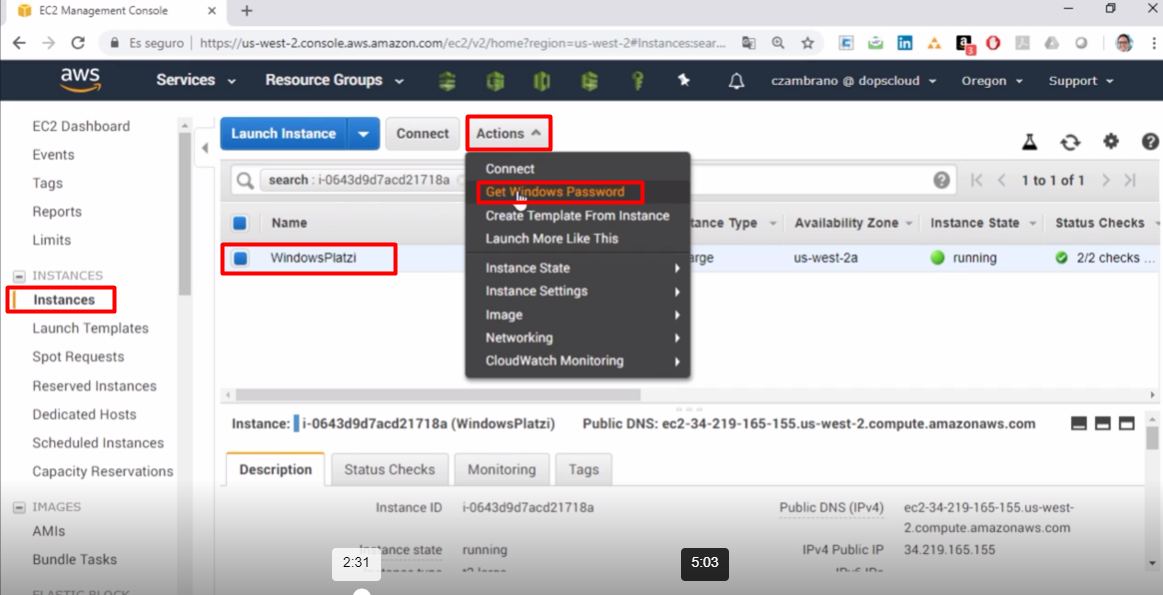 EC2 Management Console
Es seguro | https://us-west-2.console.aws.amazon.com/ec2/v2/home?region=us-west-2#Instances:sear...
aws Services Resource Groups czambrano @ dopscloud Oregon Support
EC2 Dashboard
Events
Tags
Reports
Limits
INSTANCES
Instances
Launch Templates
Spot Requests
Reserved Instances
Dedicated Hosts
Scheduled Instances
Capacity Reservations
IMAGES
AMIs
Bundle Tasks
ELASTIC BLOCK
Launch Instance Connect Actions
search : i-0643d9d7acd21718a 1 to 1 of 1
Connect
Get Windows Password
Create Template From Instance
Launch More Like This
Instance State
Instance Settings
Image
Networking
CloudWatch Monitoring
Name tance Type Availability Zone Instance State Status Checks
WindowsPlatzi arge us-west-2a running 2/2 checks ...
Instance: i-0643d9d7acd21718a (WindowsPlatzi) Public DNS: ec2-34-219-165-155.us-west-2.compute.amazonaws.com
Description Status Checks Monitoring Tags
Instance ID i-0643d9d7acd21718a Public DNS (IPv4) ec2-34-219-165-155.us-west-
2.compute.amazonaws.com
Instance state running IPv4 Public IP 34.219.165.155
2:31 5:03